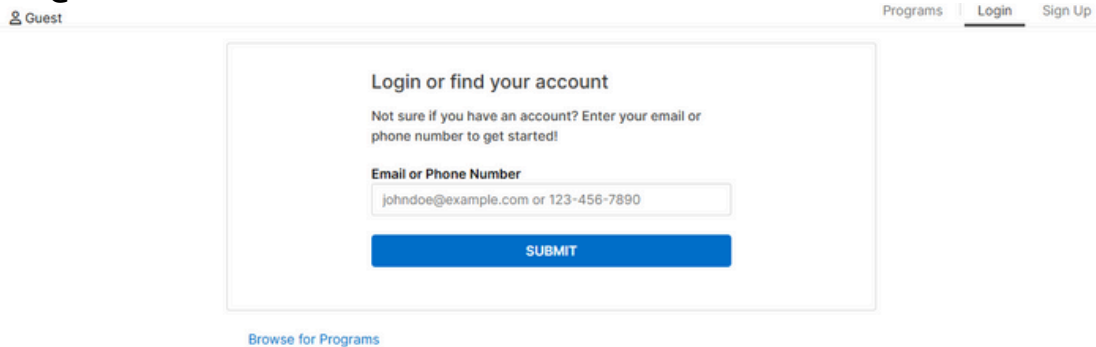 Guest
Programs Login Sign Up
Login or find your account
Not sure if you have an account? Enter your email or
phone number to get started!
Email or Phone Number
johndoe@example.com or 123-456-7890
SUBMIT
Browse for Programs